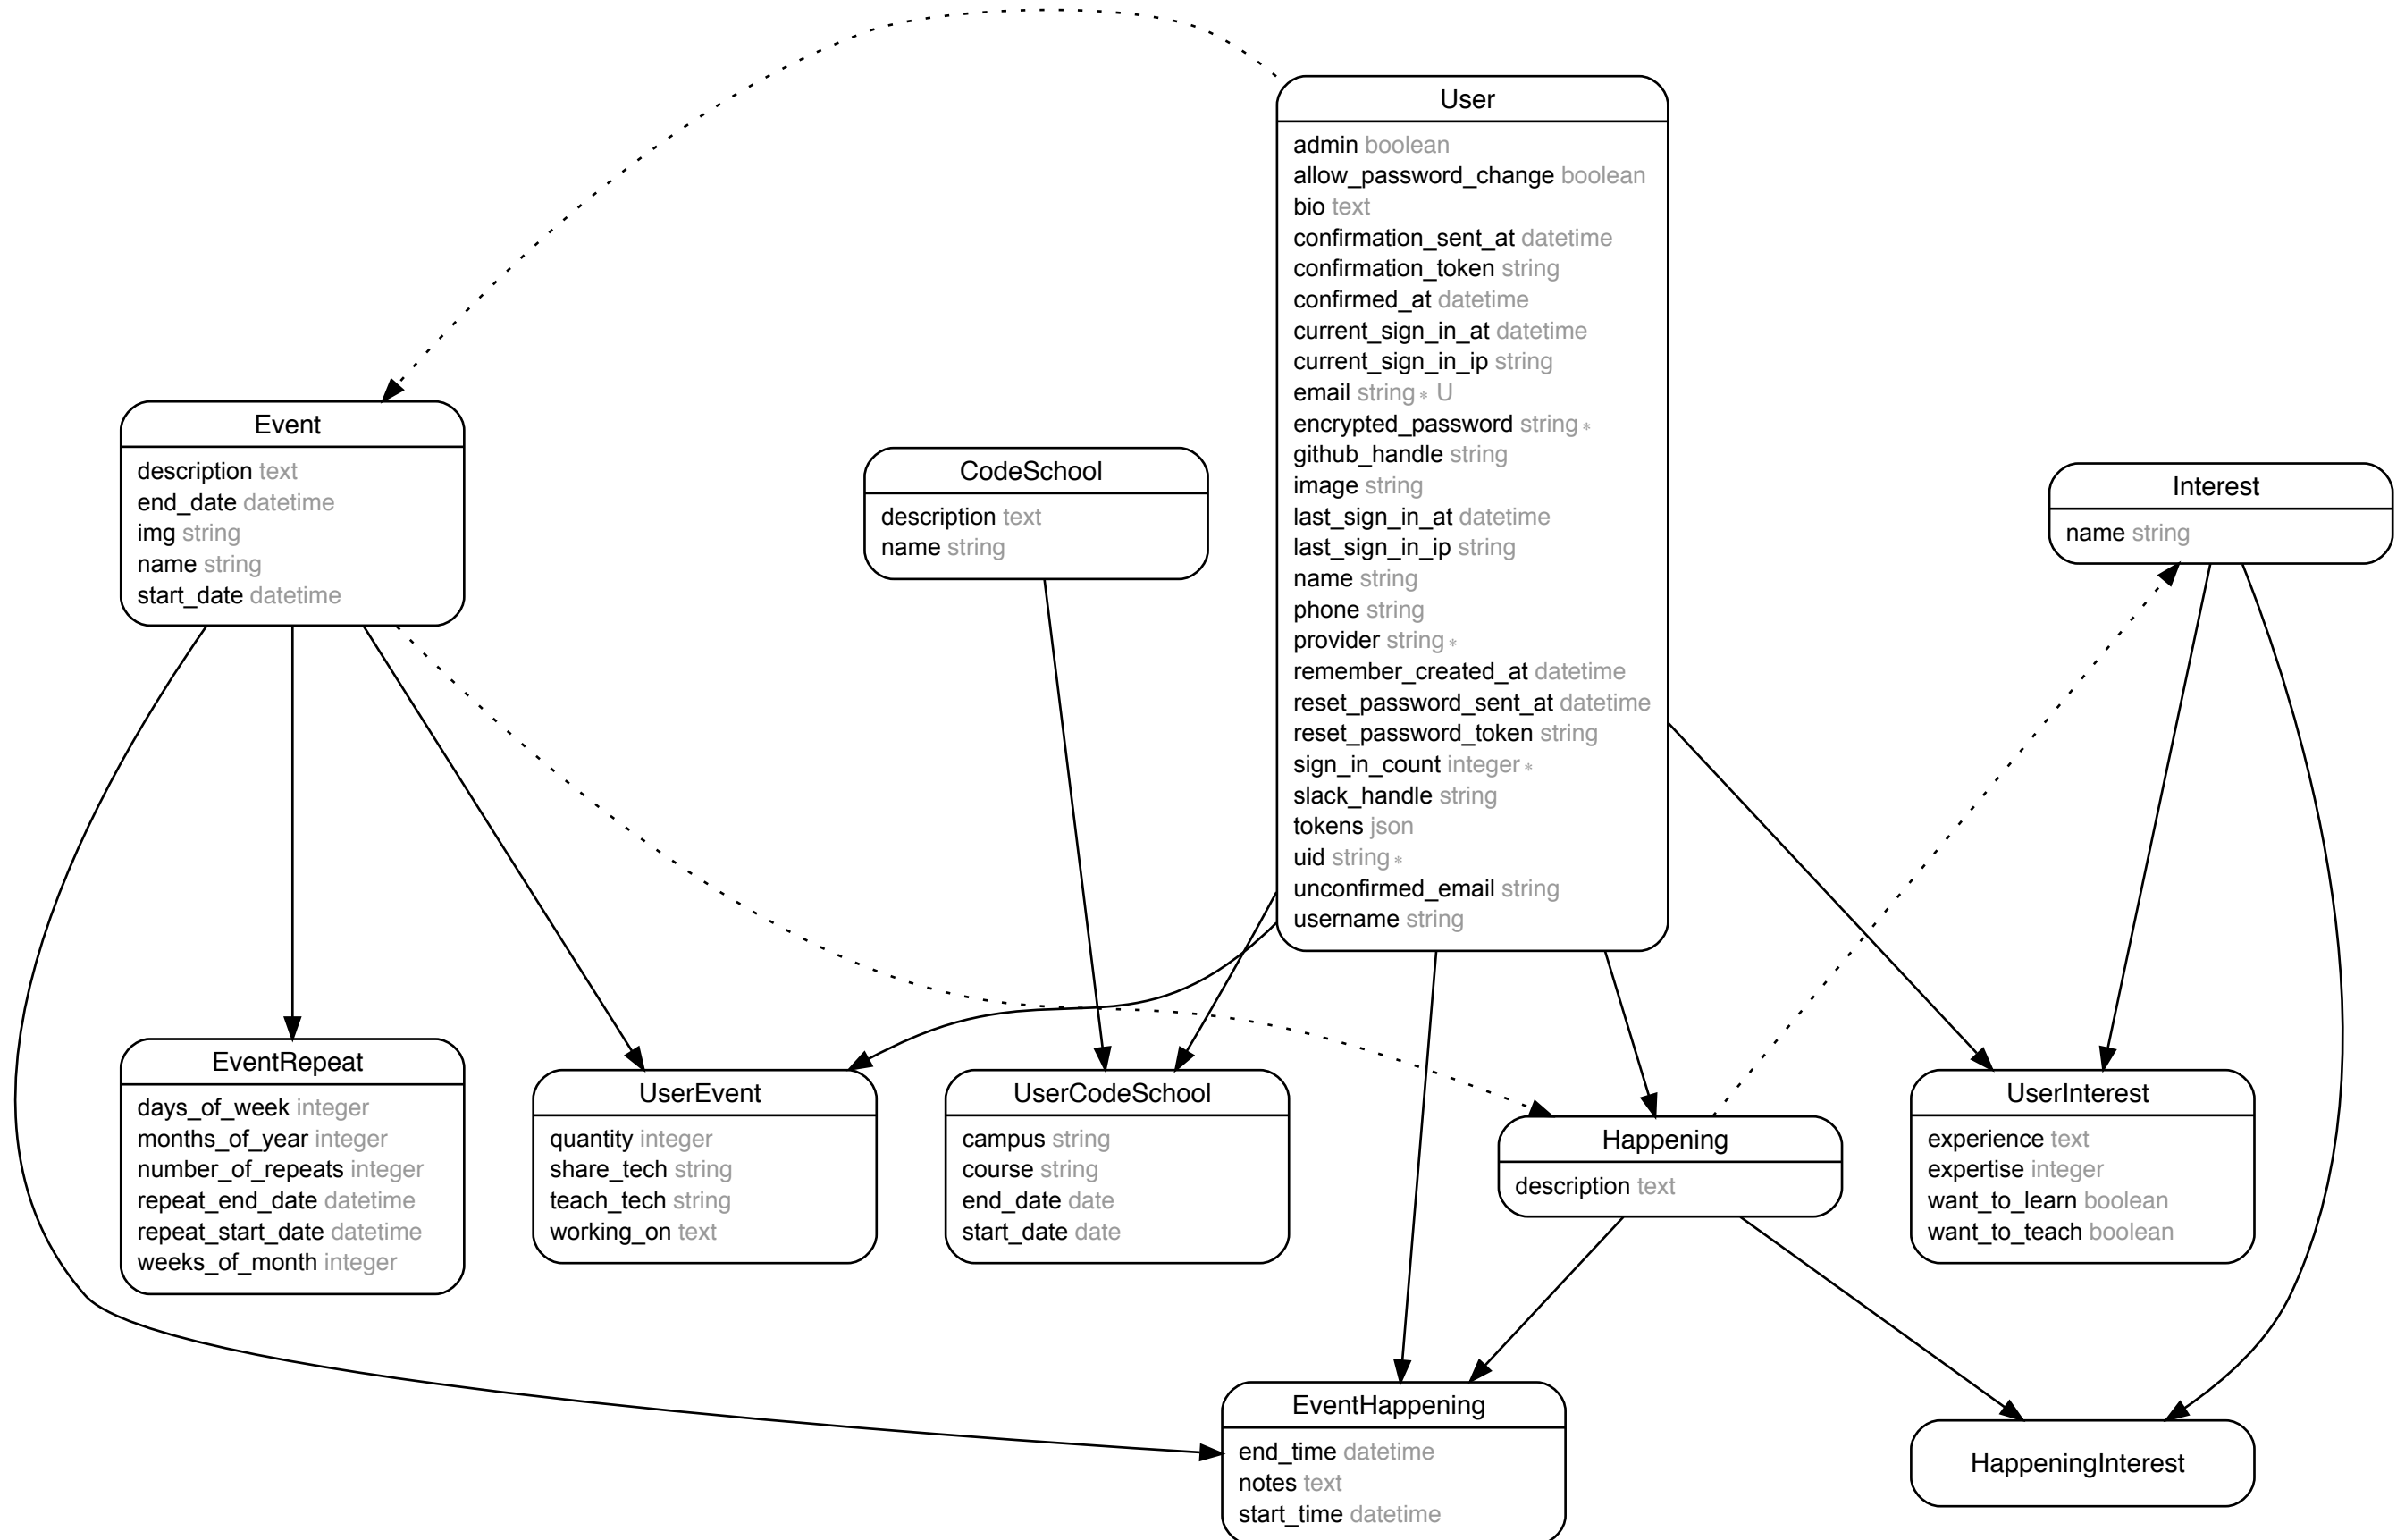 User
admin boolean
allow_password_change boolean
bio text
confirmation_sent_at datetime
confirmation_token string
confirmed_at datetime
current_sign_in_at datetime
current_sign_in_ip string
email string ∗ U
encrypted_password string ∗
github_handle string
image string
last_sign_in_at datetime
last_sign_in_ip string
name string
phone string
provider string ∗
remember_created_at datetime
reset_password_sent_at datetime
reset_password_token string
sign_in_count integer ∗
slack_handle string
tokens json
uid string ∗
unconfirmed_email string
username string
Event
description text
end_date datetime
img string
name string
start_date datetime
CodeSchool
description text
name string
Interest
name string
EventRepeat
days_of_week integer
months_of_year integer
number_of_repeats integer
repeat_end_date datetime
repeat_start_date datetime
weeks_of_month integer
UserEvent
quantity integer
share_tech string
teach_tech string
working_on text
UserCodeSchool
campus string
course string
end_date date
start_date date
Happening
description text
UserInterest
experience text
expertise integer
want_to_learn boolean
want_to_teach boolean
EventHappening
end_time datetime
notes text
start_time datetime
HappeningInterest